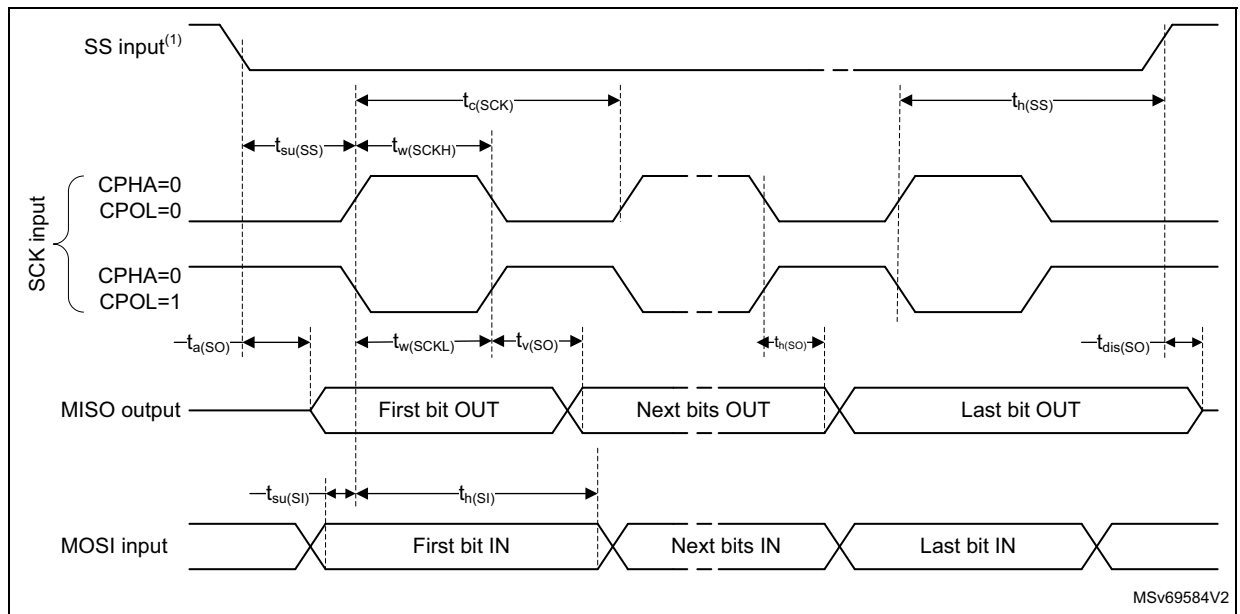 SS input(1)
tc(SCK)
th(SS)
tsu(SS)
tw(SCKH)
SCK input
CPHA=0
CPOL=0
CPHA=0
CPOL=1
ta(SO)
tw(SCKL)
tv(SO)
th(SO)
tdis(SO)
MISO output
First bit OUT
Next bits OUT
Last bit OUT
tsu(SI)
th(SI)
MOSI input
First bit IN
Next bits IN
Last bit IN
MSv69584V2